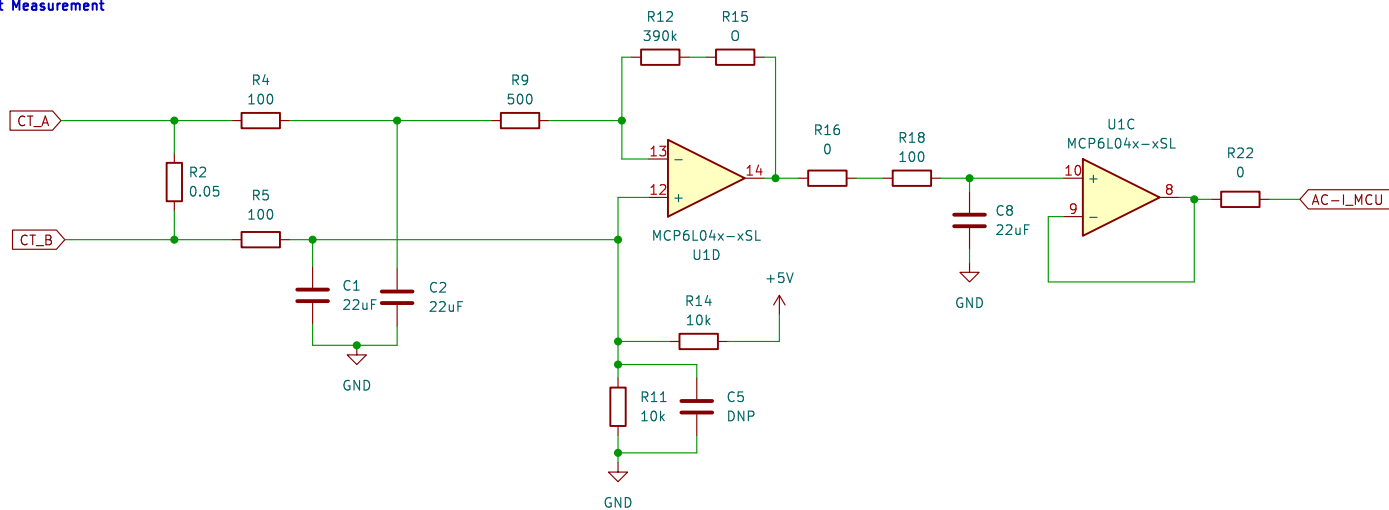 t Measurement
R12
390k
R15
0
R4
100
R9
500
CT_A
R2
0.05
R5
100
CT_B
13
12
14
MCP6L04x-xSL
U1D
R16
0
R18
100
U1C
MCP6L04x-xSL
10
9
8
R22
0
AC-I_MCU
C8
22uF
GND
C1
22uF
C2
22uF
GND
+5V
R14
10k
R11
10k
C5
DNP
GND